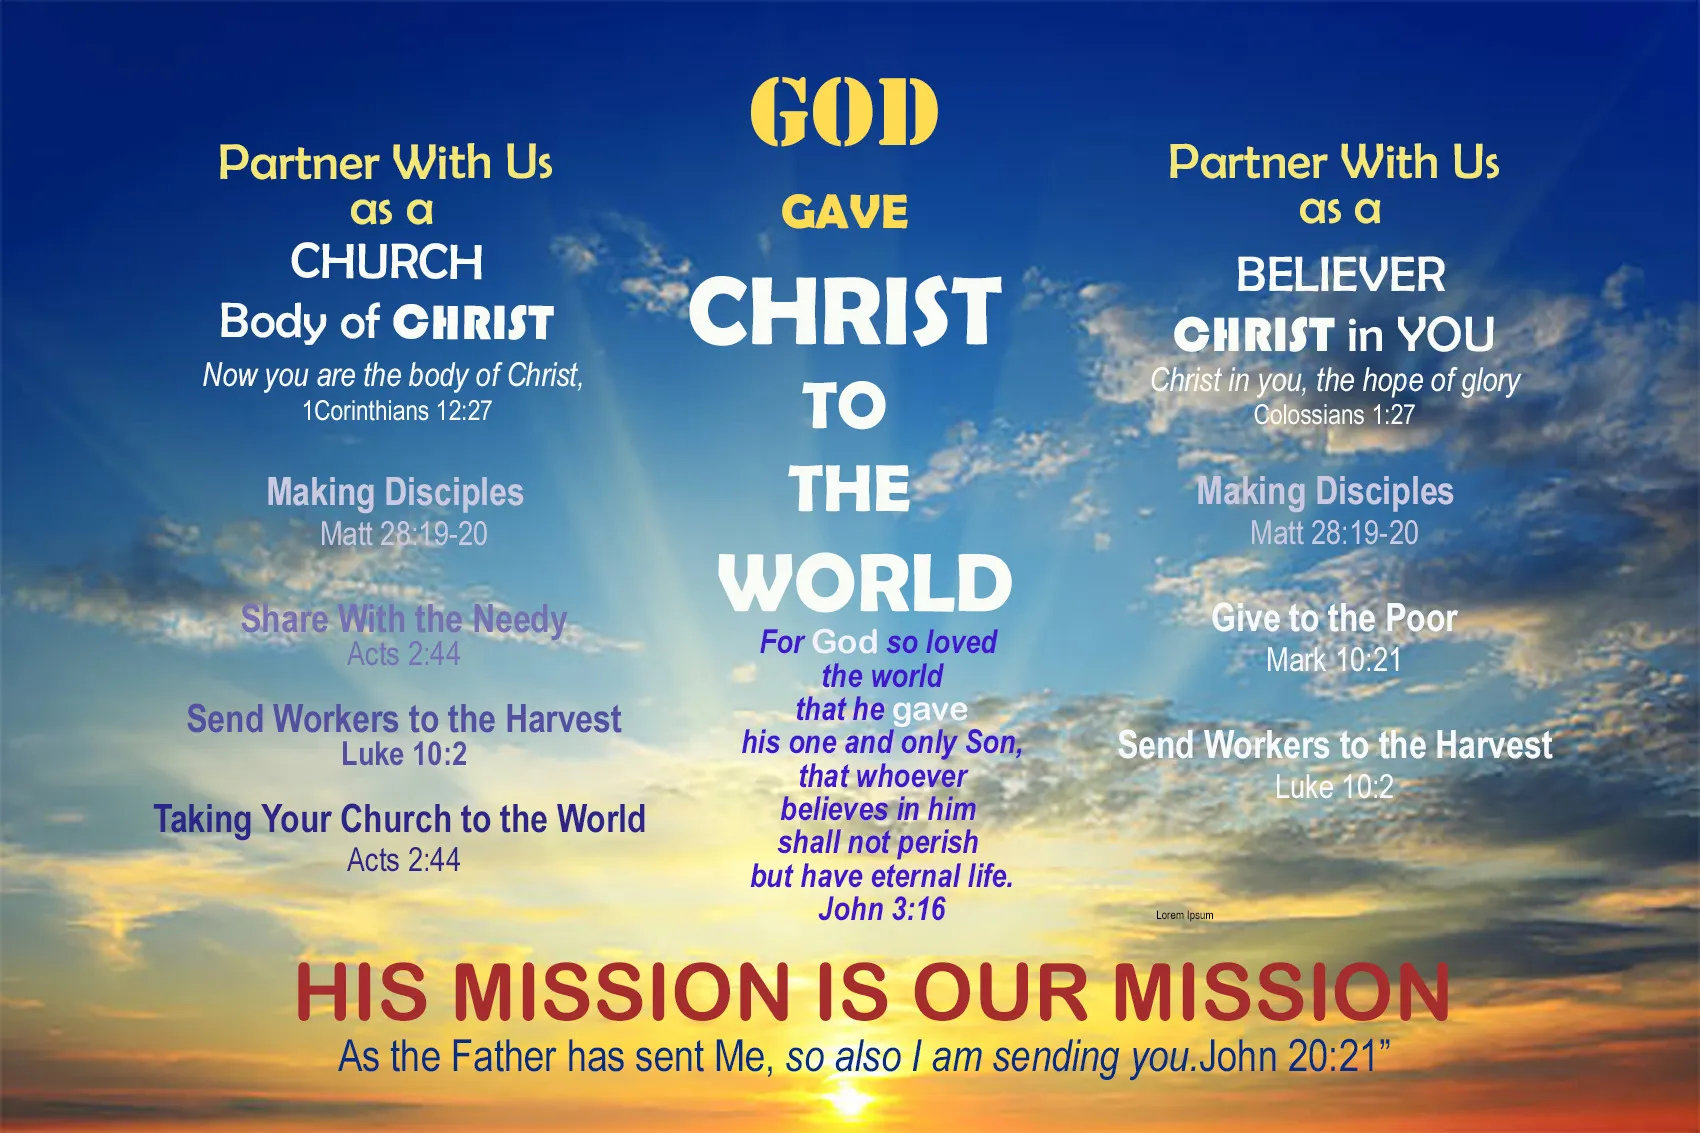 Partner With Us
as a
CHURCH
Body of CHRIST
Now you are the body of Christ,
1Corinthians 12:27
Making Disciples
Matt 28:19-20
Share With the Needy
Acts 2:44
Send Workers to the Harvest
Luke 10:2
Taking Your Church to the World
Acts 2:44
GOD
GAVE
CHRIST
TO
THE
WORLD
For God so loved
the world
that he gave
his one and only Son,
that whoever
believes in him
shall not perish
but have eternal life.
John 3:16
Partner With Us
as a
BELIEVER
CHRIST in YOU
Christ in you, the hope of glory
Colossians 1:27
Making Disciples
Matt 28:19-20
Give to the Poor
Mark 10:21
Send Workers to the Harvest
Luke 10:2
Lorem Ipsum
HIS MISSION IS OUR MISSION
As the Father has sent Me, so also I am sending you.John 20:21”